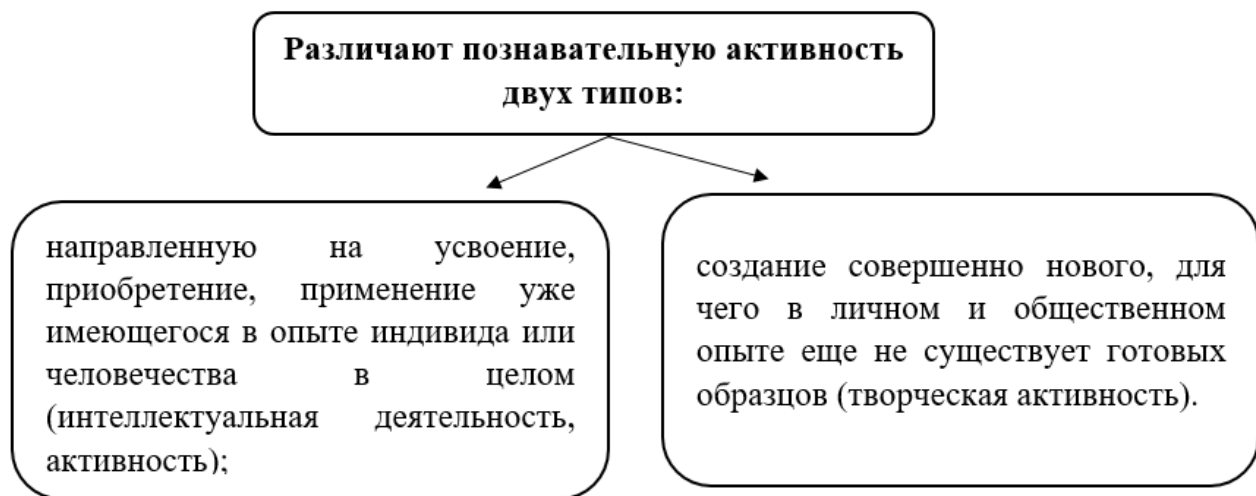 Различают познавательную активность
двух типов:
направленную на усвоение,
приобретение, применение уже
имеющегося в опыте индивида или
человечества в целом
(интеллектуальная деятельность,
активность);
создание совершенно нового, для
чего в личном и общественном
опыте еще не существует готовых
образцов (творческая активность).